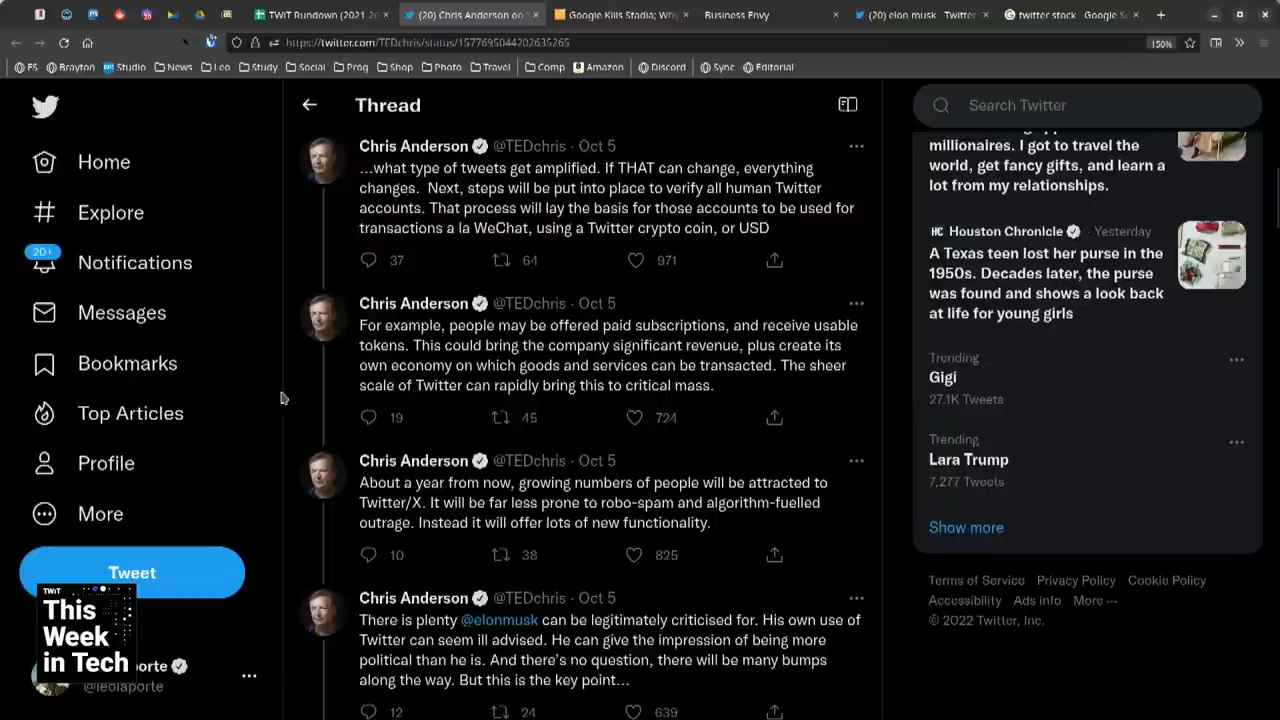 TWiT Rundown (2021 20
(20) Chris Anderson on
Google Kills Stadia; Why
Business Envy
(20) elon musk - Twitter
twitter stock - Google Se
https://twitter.com/TEDchris/status/1577695044202635265
150%
FS
Brayton
Studio
News
Leo
Study
Social
Prog
Shop
Photo
Travel
Comp
Amazon
Discord
Sync
Editorial
Home
Explore
20+
Notifications
Messages
Bookmarks
Top Articles
Profile
More
Tweet
TWiT
This
Week
in Tech
porte
@leolaporte
Thread
Chris Anderson @TEDchris · Oct 5
...what type of tweets get amplified. If THAT can change, everything
changes. Next, steps will be put into place to verify all human Twitter
accounts. That process will lay the basis for those accounts to be used for
transactions a la WeChat, using a Twitter crypto coin, or USD
37 64 971
Chris Anderson @TEDchris · Oct 5
For example, people may be offered paid subscriptions, and receive usable
tokens. This could bring the company significant revenue, plus create its
own economy on which goods and services can be transacted. The sheer
scale of Twitter can rapidly bring this to critical mass.
19 45 724
Chris Anderson @TEDchris · Oct 5
About a year from now, growing numbers of people will be attracted to
Twitter/X. It will be far less prone to robo-spam and algorithm-fuelled
outrage. Instead it will offer lots of new functionality.
10 38 825
Chris Anderson @TEDchris · Oct 5
There is plenty @elonmusk can be legitimately criticised for. His own use of
Twitter can seem ill advised. He can give the impression of being more
political than he is. And there's no question, there will be many bumps
along the way. But this is the key point...
12 24 639
Search Twitter
millionaires. I got to travel the
world, get fancy gifts, and learn a
lot from my relationships.
HC Houston Chronicle · Yesterday
A Texas teen lost her purse in the
1950s. Decades later, the purse
was found and shows a look back
at life for young girls
Trending
Gigi
27.1K Tweets
Trending
Lara Trump
7,277 Tweets
Show more
Terms of Service Privacy Policy Cookie Policy
Accessibility Ads info More ···
© 2022 Twitter, Inc.